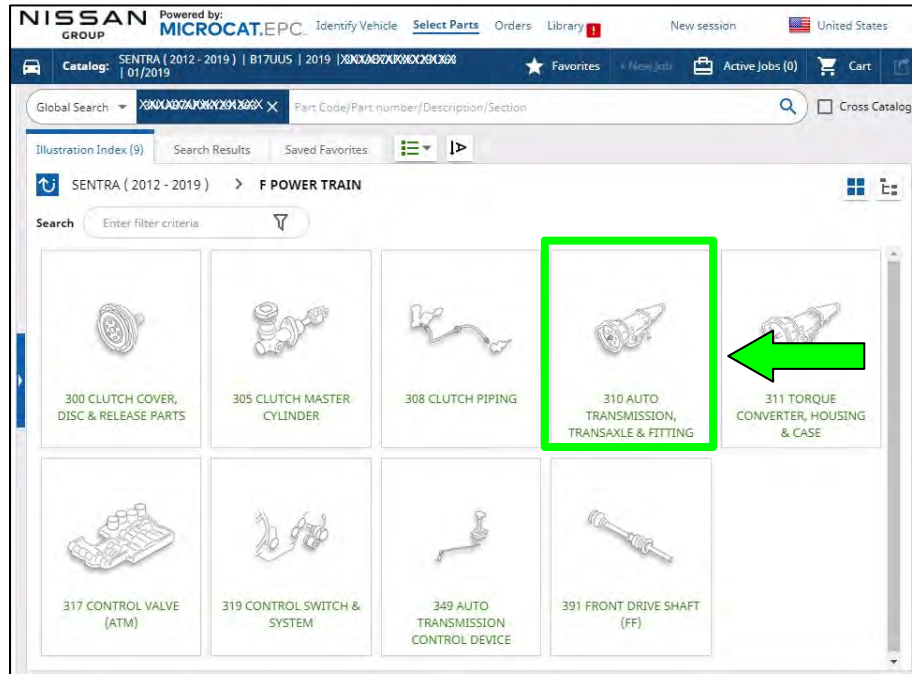 NISSAN
GROUP
Powered by:
MICROCAT.EPC
Identify Vehicle
Select Parts
Orders
Library
New session
United States
Catalog:
SENTRA ( 2012 - 2019 ) | B17UUS | 2019 |
| 01/2019
Favorites
+ New Job
Active Jobs (0)
Cart
Global Search
Part Code/Part number/Description/Section
Cross Catalog
Illustration Index (9)
Search Results
Saved Favorites
SENTRA ( 2012 - 2019 ) > F POWER TRAIN
Search
Enter filter criteria
300 CLUTCH COVER,
DISC & RELEASE PARTS
305 CLUTCH MASTER
CYLINDER
308 CLUTCH PIPING
310 AUTO
TRANSMISSION,
TRANSAXLE & FITTING
311 TORQUE
CONVERTER, HOUSING
& CASE
317 CONTROL VALVE
(ATM)
319 CONTROL SWITCH &
SYSTEM
349 AUTO
TRANSMISSION
CONTROL DEVICE
391 FRONT DRIVE SHAFT
(FF)